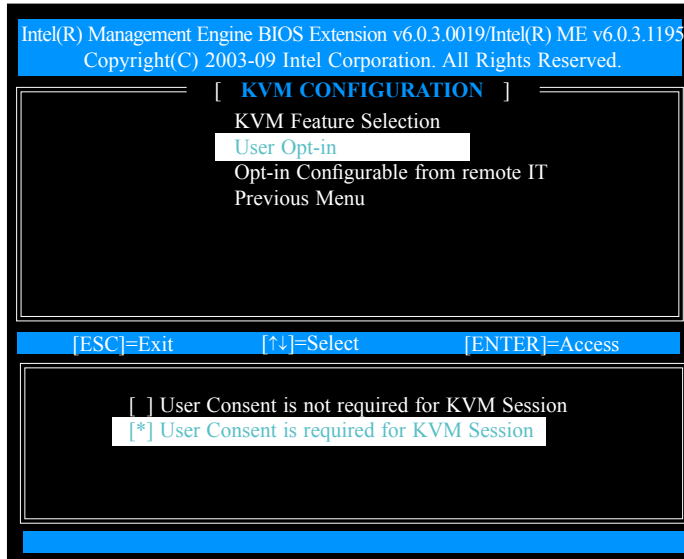 Intel(R) Management Engine BIOS Extension v6.0.3.0019/Intel(R) ME v6.0.3.1195
Copyright(C) 2003-09 Intel Corporation. All Rights Reserved.
[ KVM CONFIGURATION ]
KVM Feature Selection
User Opt-in
Opt-in Configurable from remote IT
Previous Menu
[ESC]=Exit [↑↓]=Select [ENTER]=Access
[ ] User Consent is not required for KVM Session
[*] User Consent is required for KVM Session